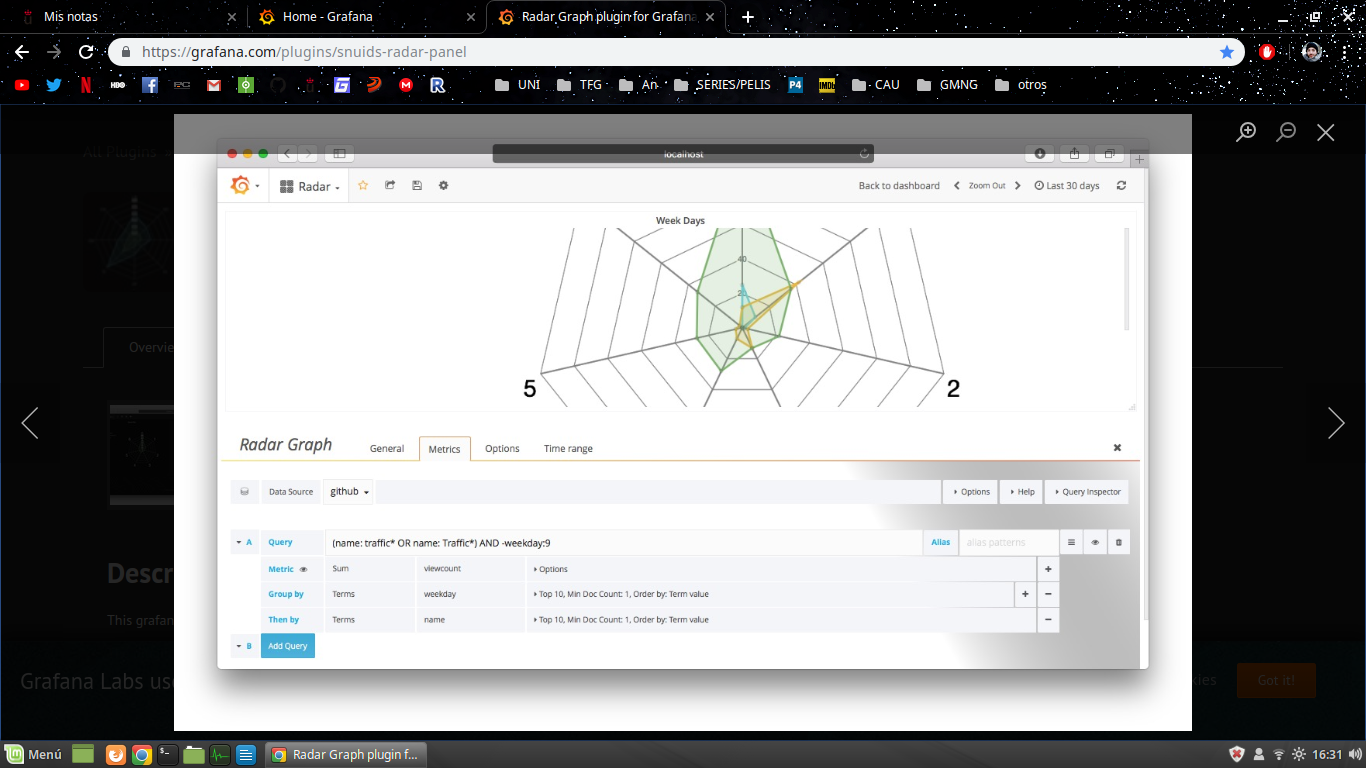 Mis notas
Home - Grafana
Radar Graph plugin for Grafana
https://grafana.com/plugins/snuids-radar-panel
HBO
UNI
TFG
An
SERIES/PELIS
P4
IMDb
CAU
GMNG
otros
All Plugins
localhost
Radar
Back to dashboard
Zoom Out
Last 30 days
Week Days
40
5
2
Overvie
Radar Graph
General
Metrics
Options
Time range
Data Source
github
Options
Help
Query Inspector
A
Query
(name: traffic* OR name: Traffic*) AND -weekday:9
Alias
alias patterns
Metric
Sum
viewcount
Options
Group by
Terms
weekday
Top 10, Min Doc Count: 1, Order by: Term value
Then by
Terms
name
Top 10, Min Doc Count: 1, Order by: Term value
B
Add Query
Descr
This grafan
Grafana Labs use
kies
Got it!
Menú
Radar Graph plugin f...
16:31